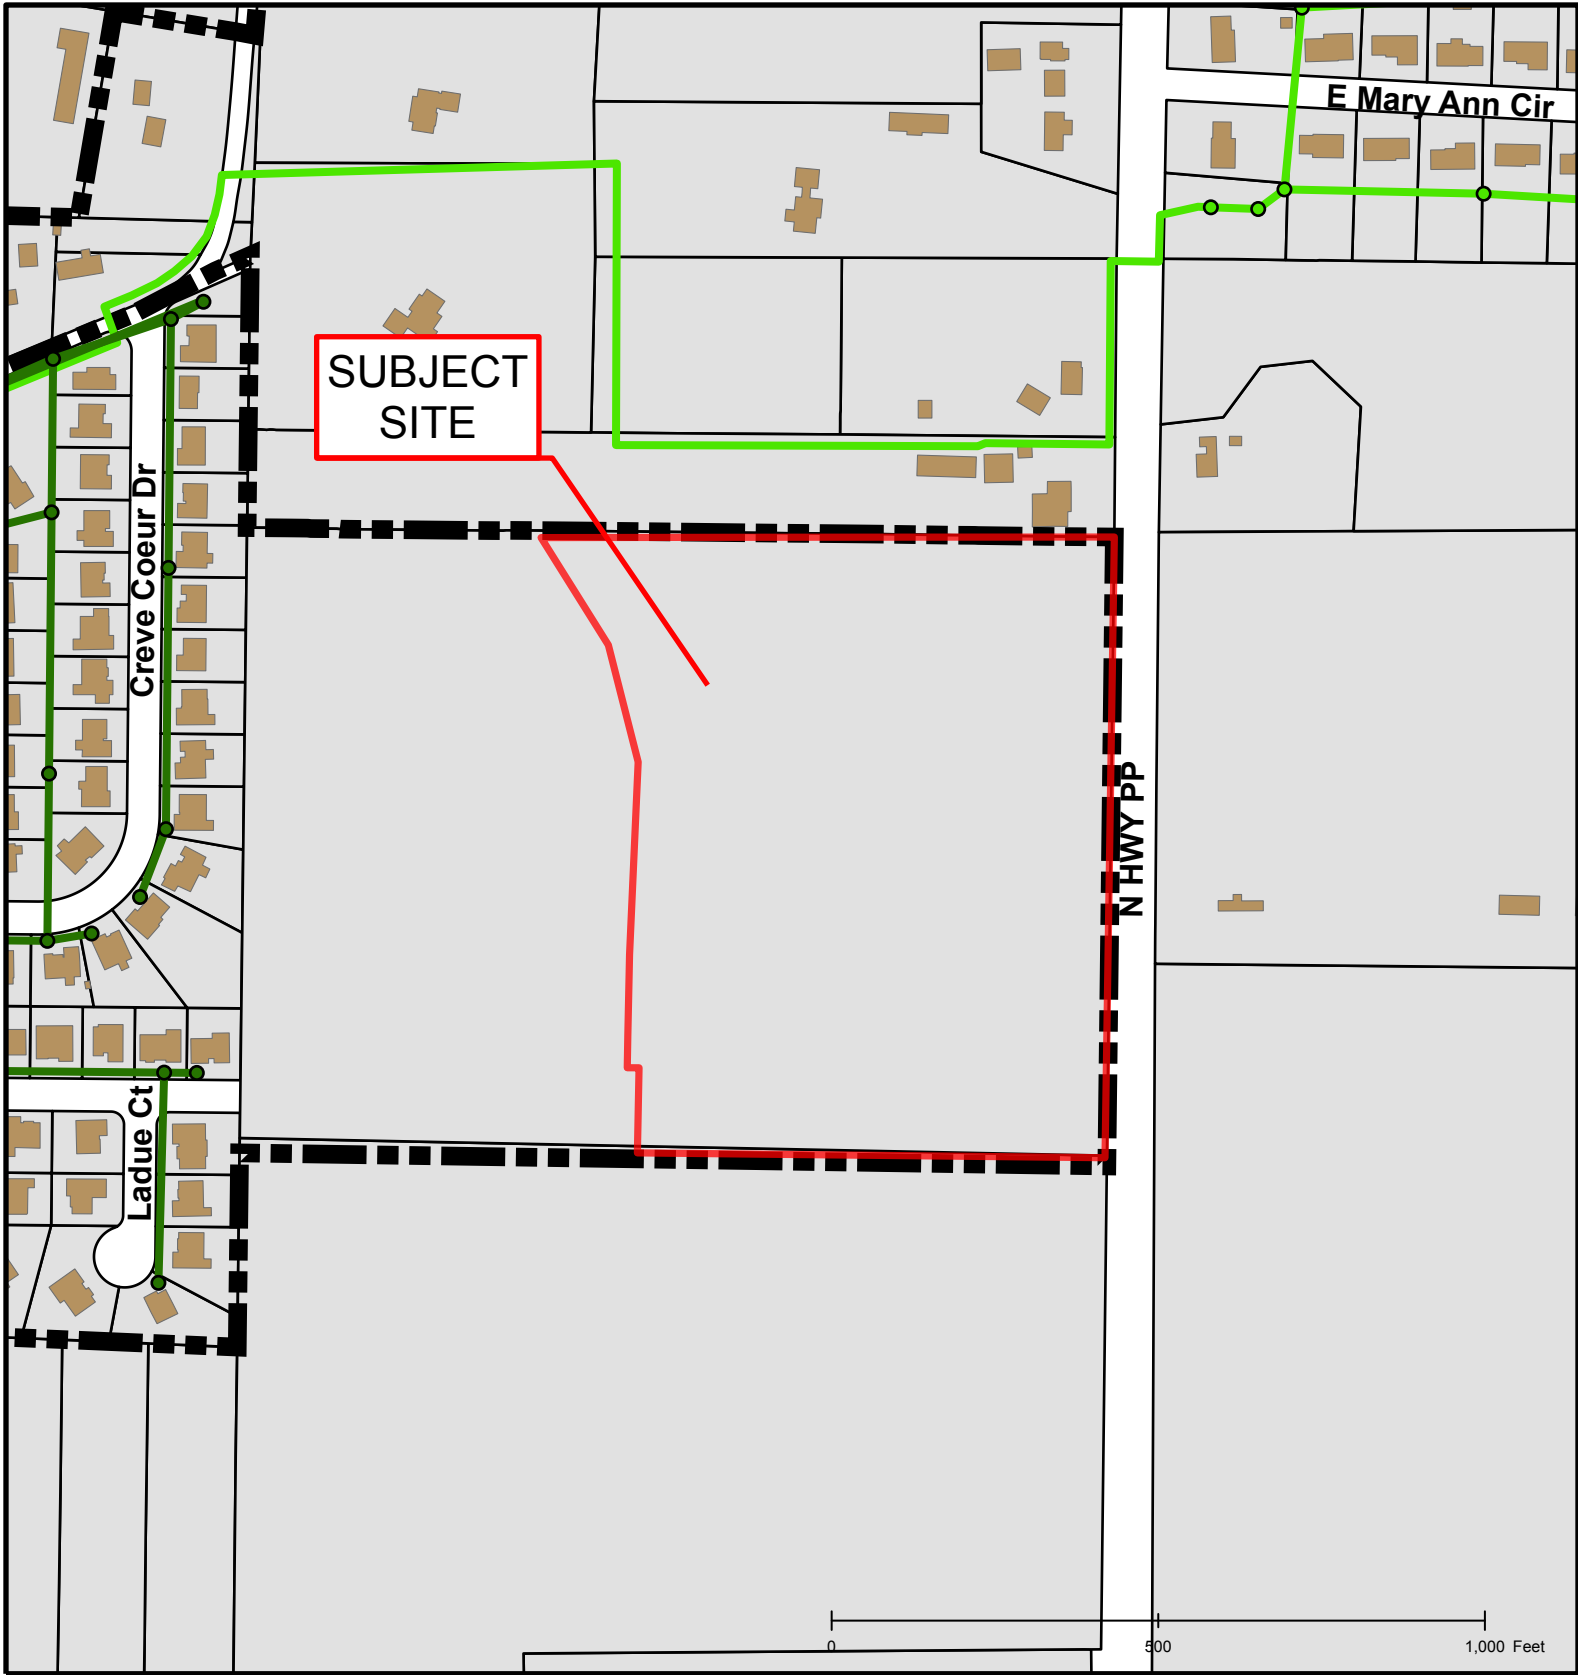 E Mary Ann Cir
SUBJECT
SITE
Creve Coeur Dr
N HWY PP
Ladue Ct
0 500 1,000 Feet